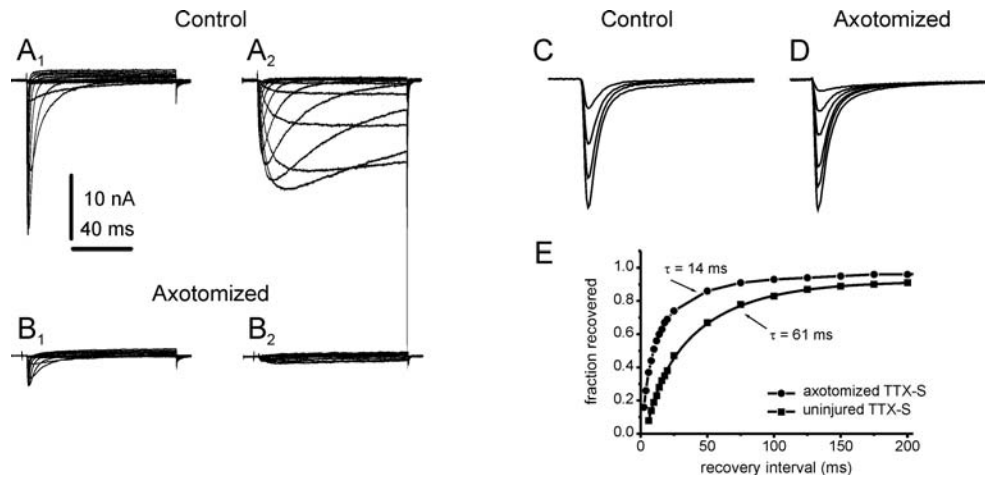 Control
A1
A2
10 nA
40 ms
Axotomized
B1
B2
Control
Axotomized
C
D
E
fraction recovered
1.0
0.8
0.6
0.4
0.2
0.0
τ = 14 ms
τ = 61 ms
axotomized TTX-S
uninjured TTX-S
0 50 100 150 200
recovery interval (ms)